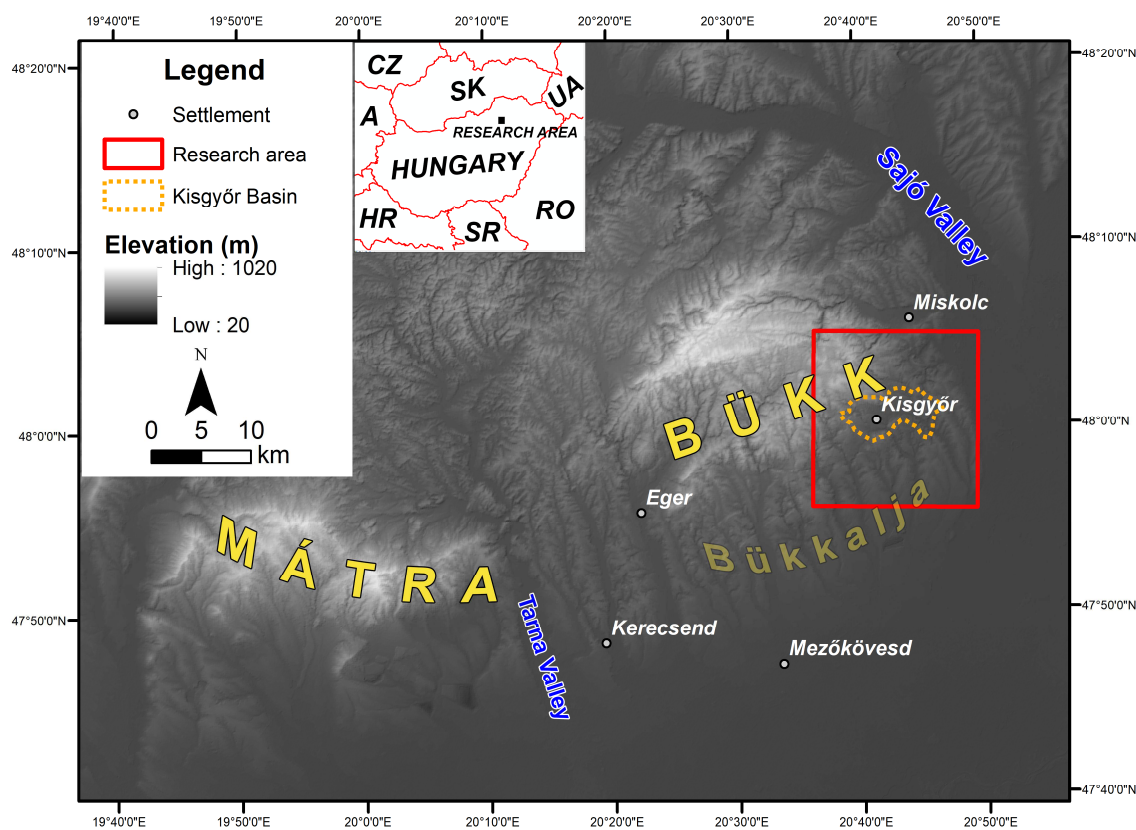 19°40'0"E
19°50'0"E
20°0'0"E
20°10'0"E
20°20'0"E
20°30'0"E
20°40'0"E
20°50'0"E
48°20'0"N
48°10'0"N
48°0'0"N
47°50'0"N
Legend
Settlement
Research area
Kisgyőr Basin
Elevation (m)
High : 1020
Low : 20
N
0 5 10
km
CZ
SK
UA
A
RESEARCH AREA
HUNGARY
HR
SR
RO
Sajó Valley
Miskolc
BÜKK
Kisgyőr
Eger
Bükkalja
MÁTRA
Tarna Valley
Kerecsend
Mezőkövesd
48°20'0"N
48°10'0"N
48°0'0"N
47°50'0"N
47°40'0"N
19°40'0"E
19°50'0"E
20°0'0"E
20°10'0"E
20°20'0"E
20°30'0"E
20°40'0"E
20°50'0"E